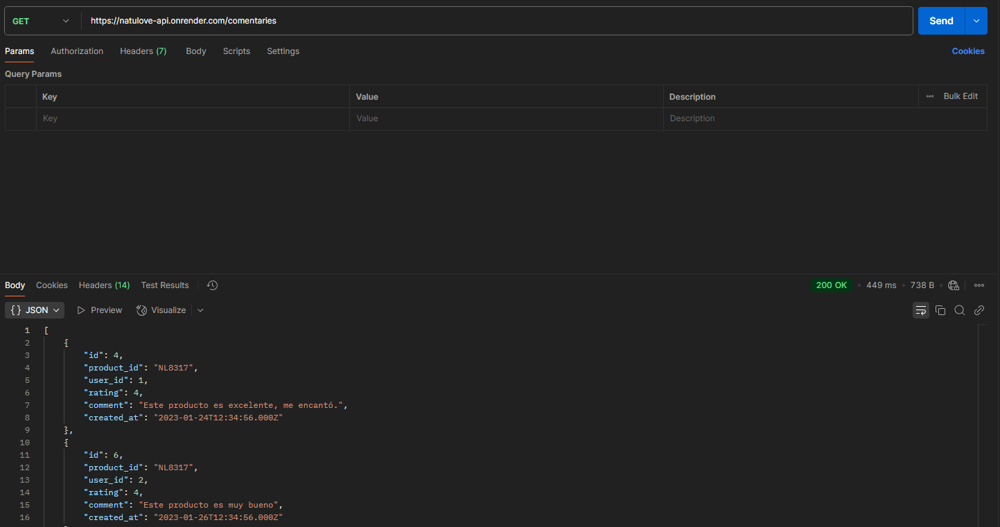 GET https://natulove-api.onrender.com/comentaries Send
Params Authorization Headers (7) Body Scripts Settings Cookies
Query Params
Key Value Description Bulk Edit
Key Value Description
Body Cookies Headers (14) Test Results 200 OK 449 ms 738 B
{} JSON Preview Visualize
1 [
2 {
3 "id": 4,
4 "product_id": "NL8317",
5 "user_id": 1,
6 "rating": 4,
7 "comment": "Este producto es excelente, me encantó.",
8 "created_at": "2023-01-24T12:34:56.000Z"
9 },
10 {
11 "id": 6,
12 "product_id": "NL8317",
13 "user_id": 2,
14 "rating": 4,
15 "comment": "Este producto es muy bueno",
16 "created_at": "2023-01-26T12:34:56.000Z"